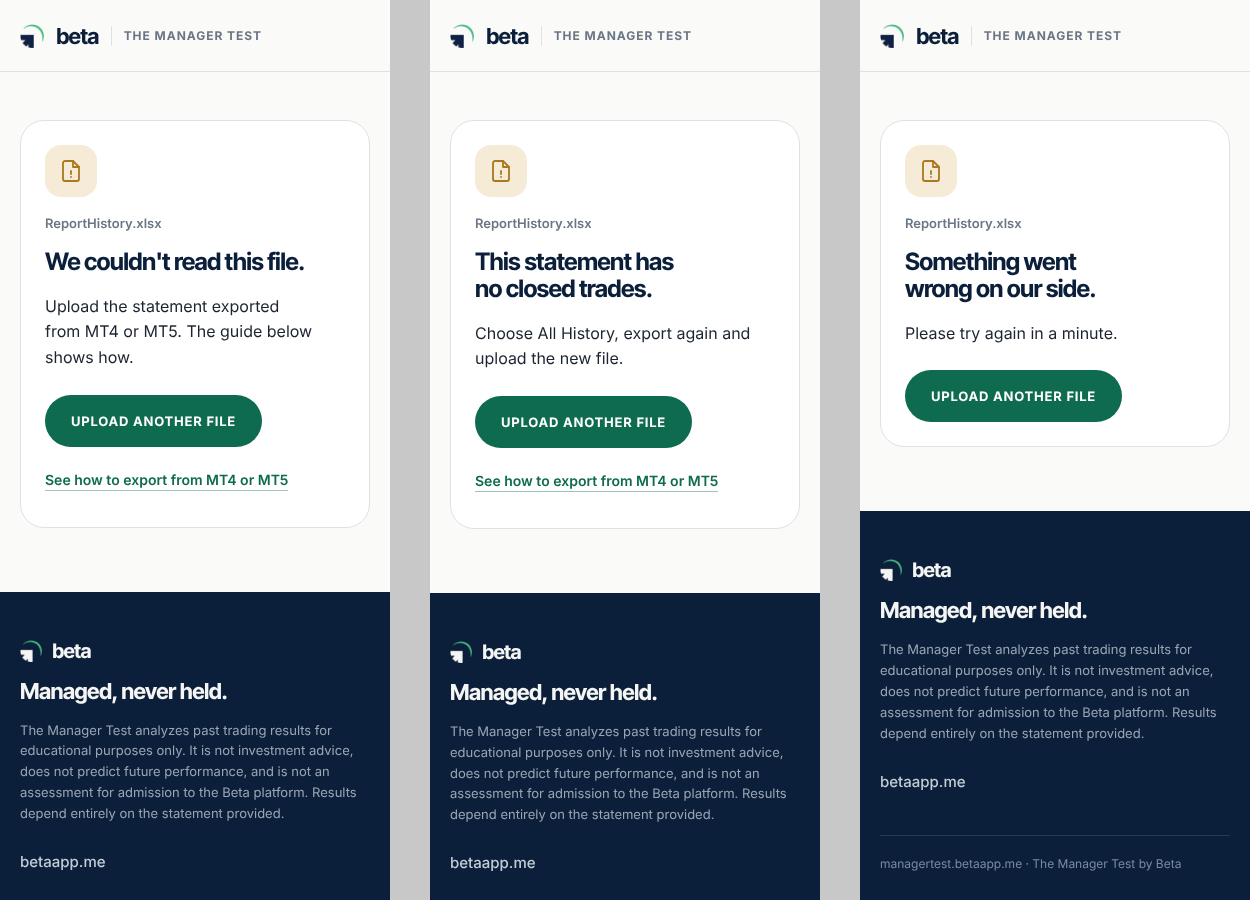 beta
THE MANAGER TEST
ReportHistory.xlsx
We couldn't read this file.
Upload the statement exported
from MT4 or MT5. The guide below
shows how.
UPLOAD ANOTHER FILE
See how to export from MT4 or MT5
beta
Managed, never held.
The Manager Test analyzes past trading results for
educational purposes only. It is not investment advice,
does not predict future performance, and is not an
assessment for admission to the Beta platform. Results
depend entirely on the statement provided.
betaapp.me
beta
THE MANAGER TEST
ReportHistory.xlsx
This statement has
no closed trades.
Choose All History, export again and
upload the new file.
UPLOAD ANOTHER FILE
See how to export from MT4 or MT5
beta
Managed, never held.
The Manager Test analyzes past trading results for
educational purposes only. It is not investment advice,
does not predict future performance, and is not an
assessment for admission to the Beta platform. Results
depend entirely on the statement provided.
betaapp.me
beta
THE MANAGER TEST
ReportHistory.xlsx
Something went
wrong on our side.
Please try again in a minute.
UPLOAD ANOTHER FILE
beta
Managed, never held.
The Manager Test analyzes past trading results for
educational purposes only. It is not investment advice,
does not predict future performance, and is not an
assessment for admission to the Beta platform. Results
depend entirely on the statement provided.
betaapp.me
managertest.betaapp.me · The Manager Test by Beta